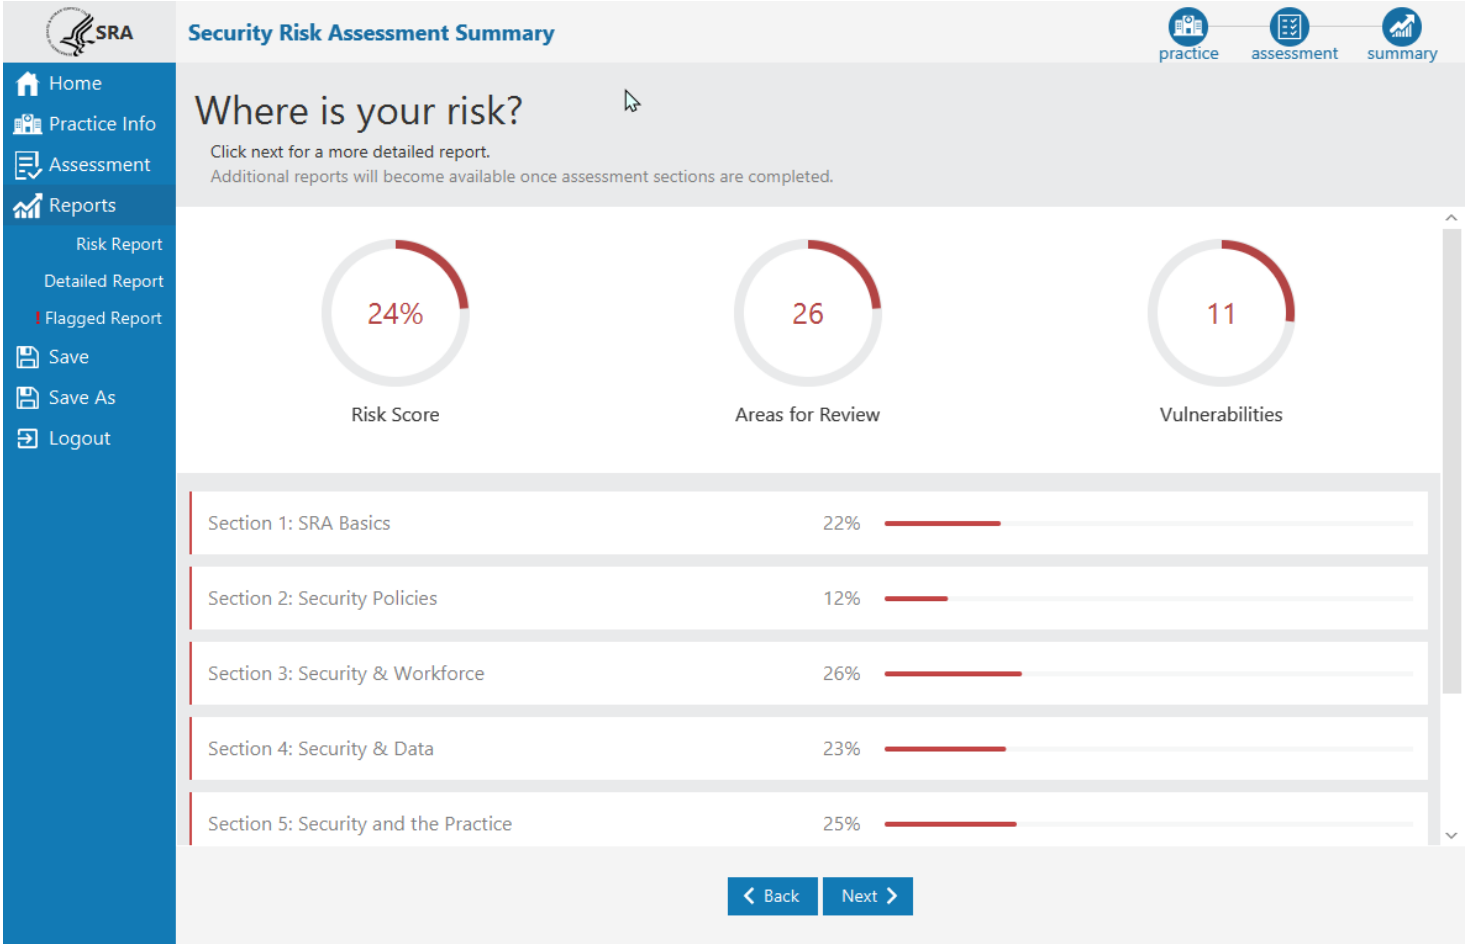 SRA
Security Risk Assessment Summary
practice
assessment
summary
Home
Practice Info
Assessment
Reports
Risk Report
Detailed Report
! Flagged Report
Save
Save As
Logout
Where is your risk?
Click next for a more detailed report.
Additional reports will become available once assessment sections are completed.
24%
Risk Score
26
Areas for Review
11
Vulnerabilities
Section 1: SRA Basics 22%
Section 2: Security Policies 12%
Section 3: Security & Workforce 26%
Section 4: Security & Data 23%
Section 5: Security and the Practice 25%
Back
Next